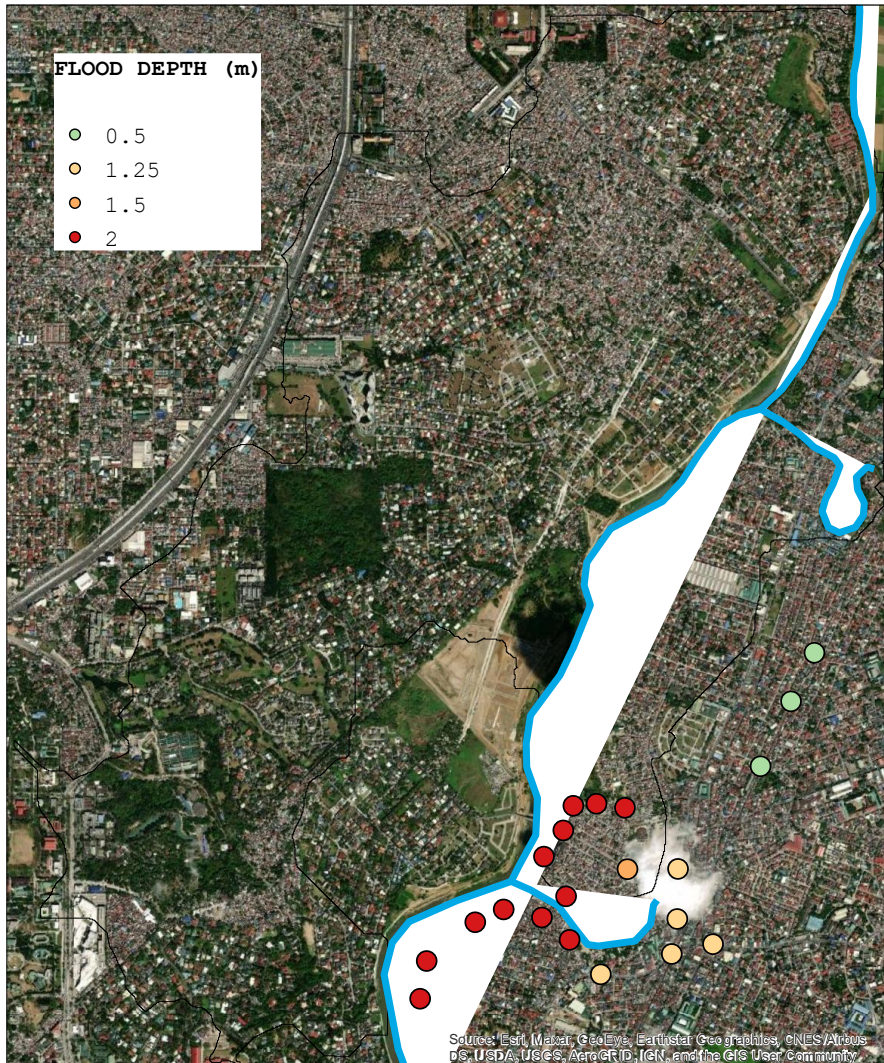 FLOOD DEPTH (m)
0.5
1.25
1.5
2
Source: Esri, Maxar, GeoEye, Earthstar Geographics, CNES/Airbus
DS, USDA, USGS, AeroGRID, IGN, and the GIS User Community